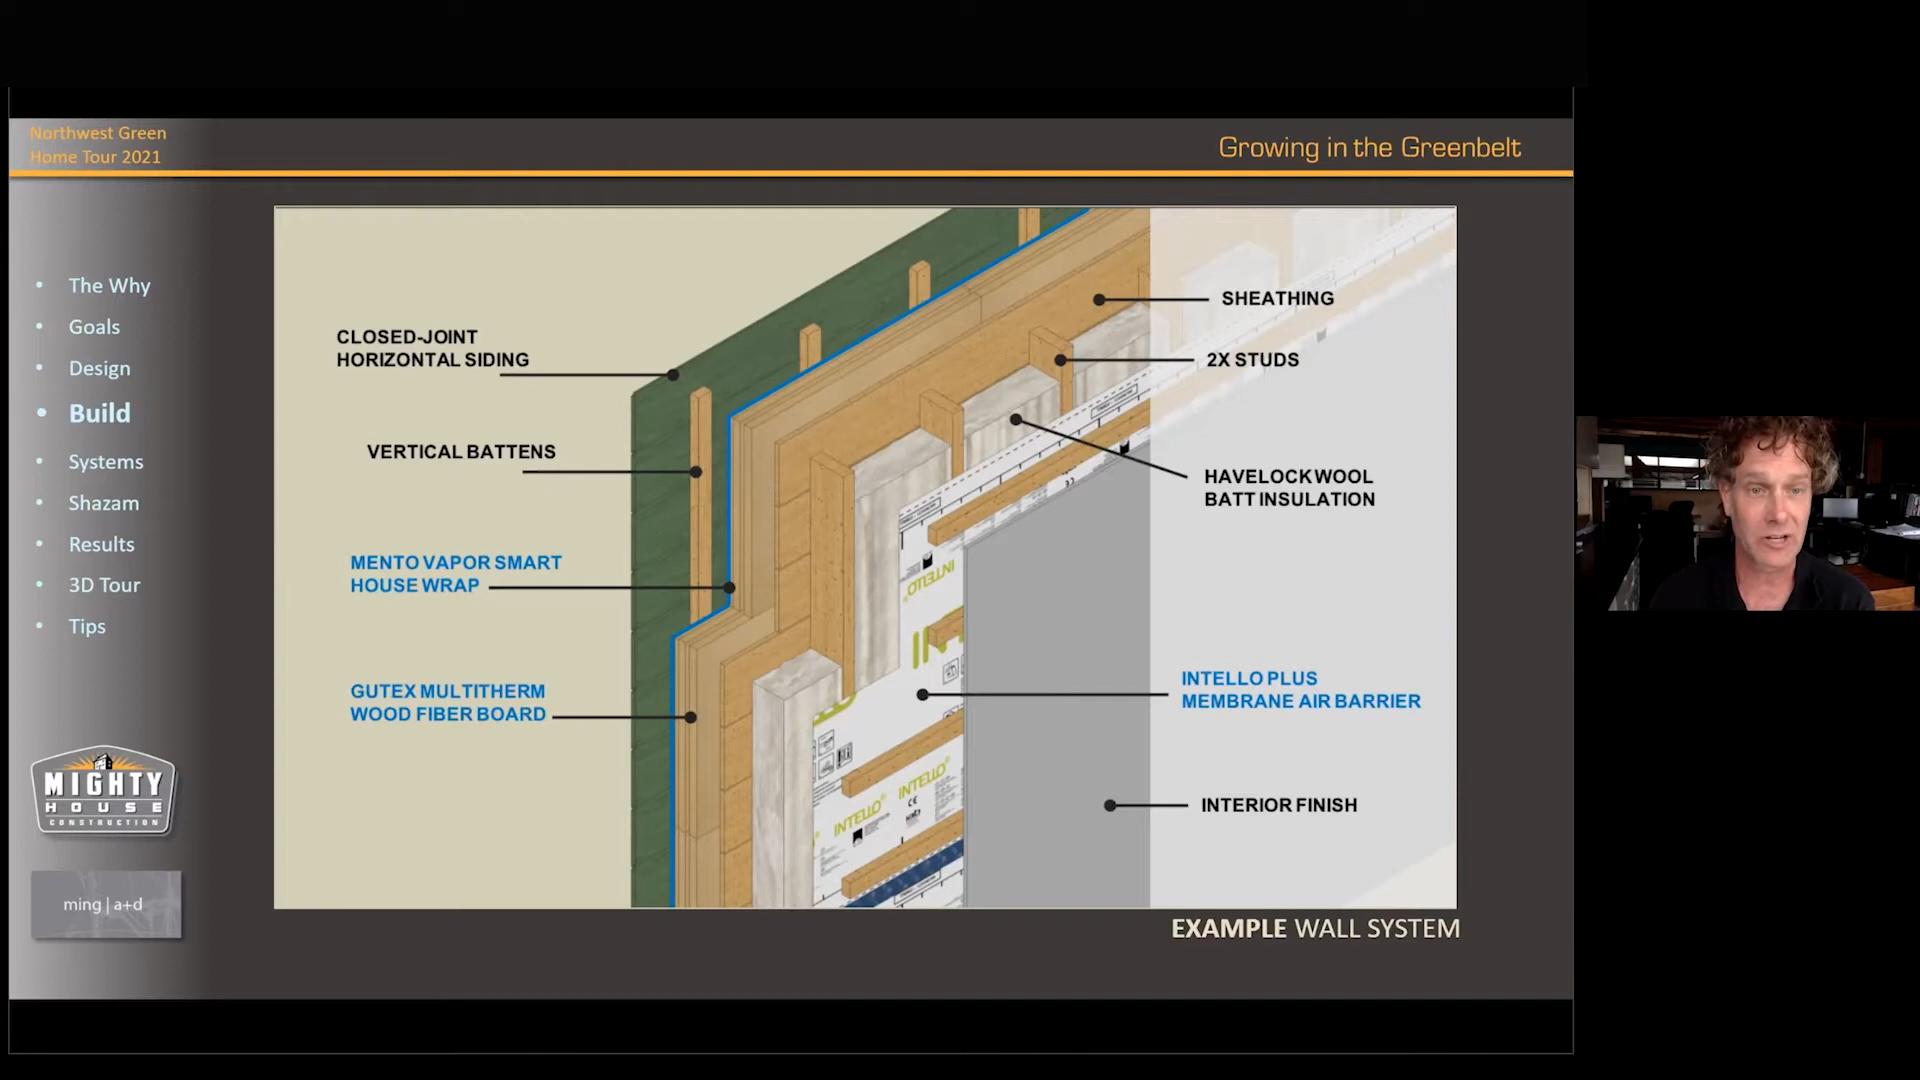 Northwest Green
Home Tour 2021
Growing in the Greenbelt
• The Why
• Goals
• Design
• Build
• Systems
• Shazam
• Results
• 3D Tour
• Tips
MIGHTY
HOUSE
CONSTRUCTION
ming | a+d
CLOSED-JOINT
HORIZONTAL SIDING
VERTICAL BATTENS
MENTO VAPOR SMART
HOUSE WRAP
GUTEX MULTITHERM
WOOD FIBER BOARD
SHEATHING
2X STUDS
HAVELOCK WOOL
BATT INSULATION
INTELLO PLUS
MEMBRANE AIR BARRIER
INTERIOR FINISH
INTELLO®
INTELLO®
INTELLO®
EXAMPLE WALL SYSTEM